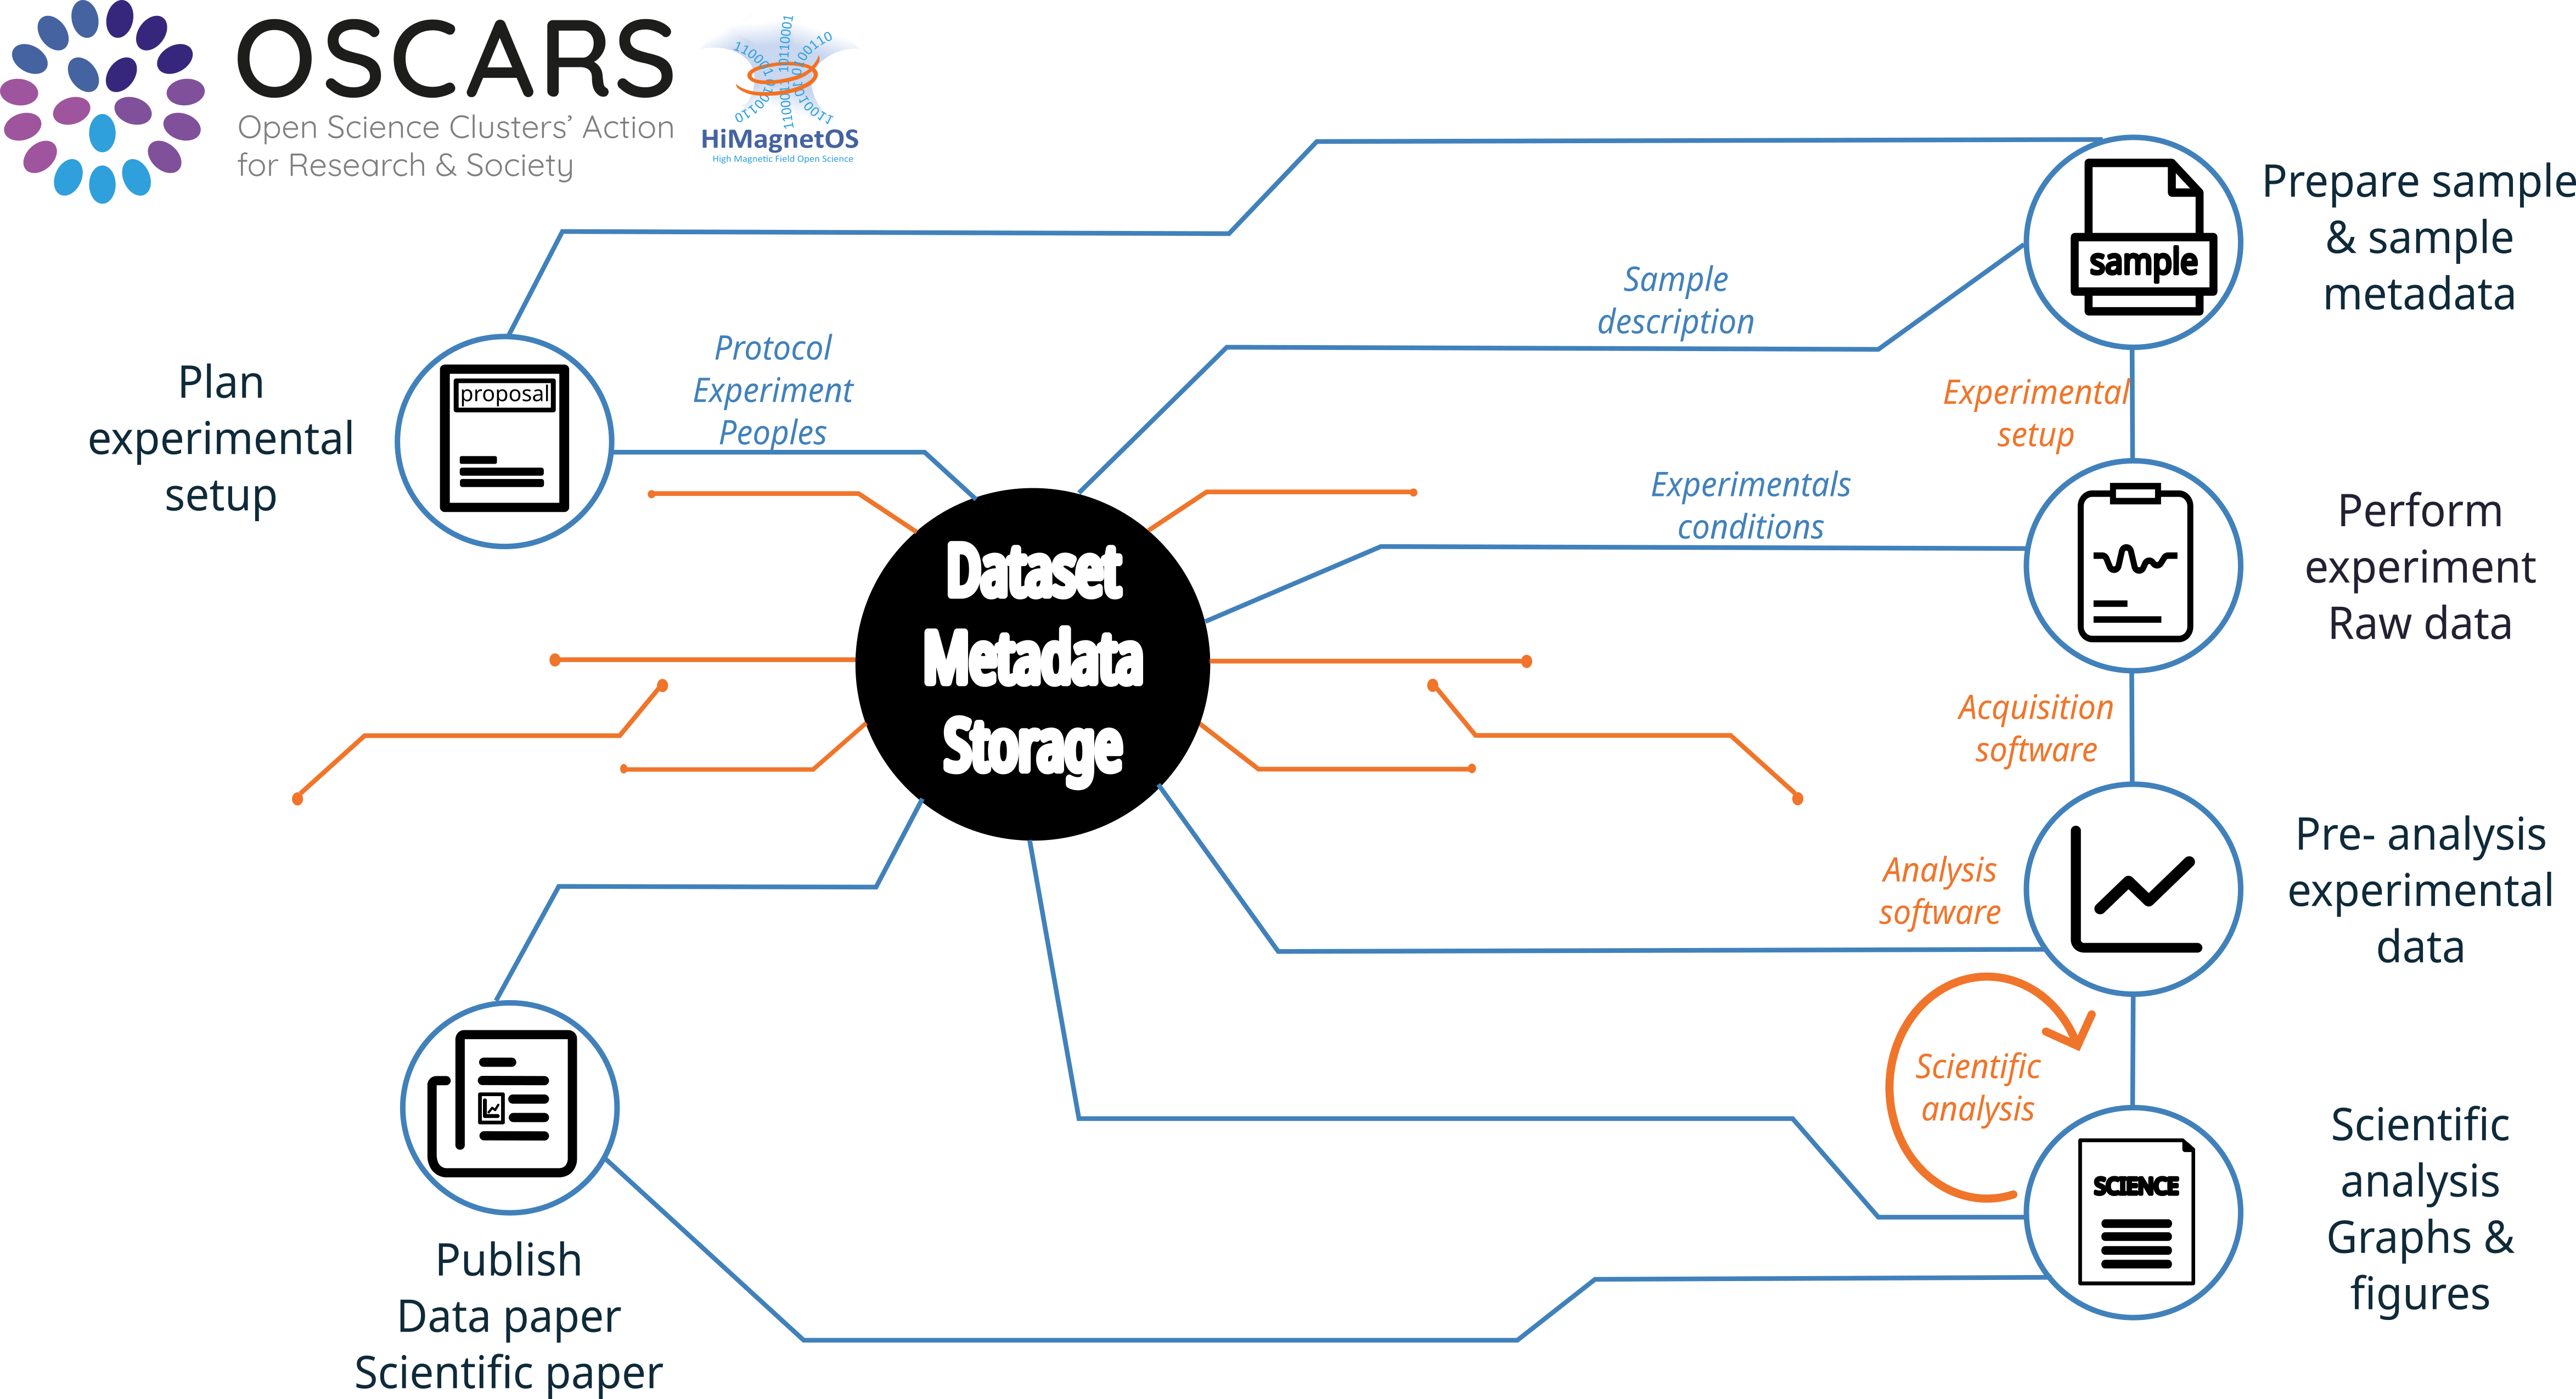 OSCARS
Open Science Clusters’ Action
for Research & Society
HiMagnetOS
High Magnetic Field Open Science
Prepare sample
& sample
metadata
sample
Sample
description
Protocol
Experiment
Peoples
Plan
experimental
setup
proposal
Experimental
setup
Experimentals
conditions
Perform
experiment
Raw data
Dataset
Metadata
Storage
Acquisition
software
Pre- analysis
experimental
data
Analysis
software
Scientific
analysis
SCIENCE
Scientific
analysis
Graphs &
figures
Publish
Data paper
Scientific paper